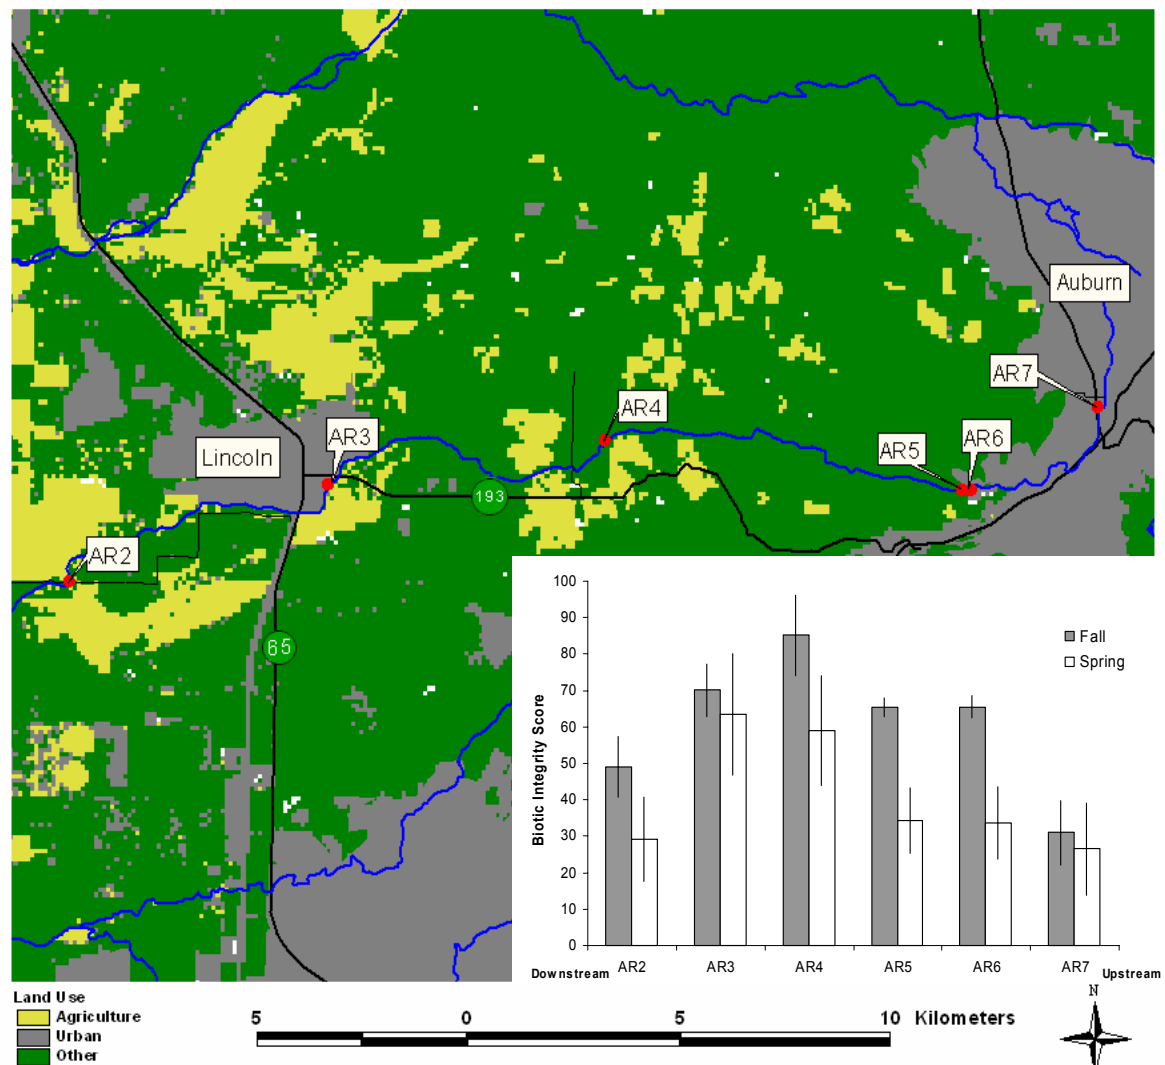 Auburn
AR7
AR4
AR3
AR5
AR6
Lincoln
193
AR2
65
100
90
80
70
60
50
40
30
20
10
0
Biotic Integrity Score
Fall
Spring
Downstream AR2 AR3 AR4 AR5 AR6 AR7 Upstream
Land Use
Agriculture
Urban
Other
5 0 5 10 Kilometers
N